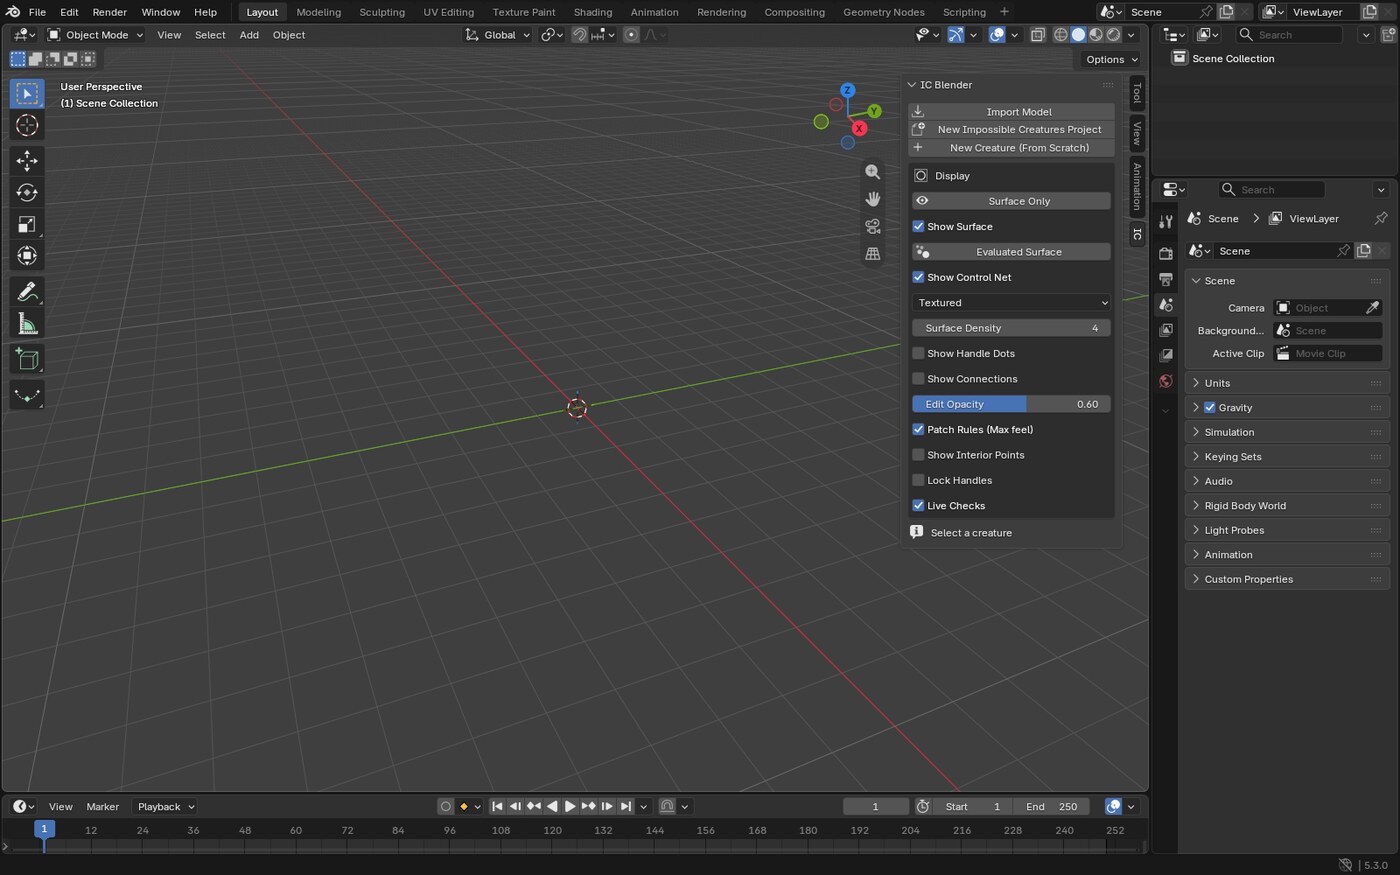 File Edit Render Window Help Layout Modeling Sculpting UV Editing Texture Paint Shading Animation Rendering Compositing Geometry Nodes Scripting + Scene ViewLayer
Object Mode View Select Add Object Global Search
Options
User Perspective
(1) Scene Collection
Z
Y
X
IC Blender
Import Model
New Impossible Creatures Project
New Creature (From Scratch)
Display
Surface Only
Show Surface
Evaluated Surface
Show Control Net
Textured
Surface Density 4
Show Handle Dots
Show Connections
Edit Opacity 0.60
Patch Rules (Max feel)
Show Interior Points
Lock Handles
Live Checks
Select a creature
Tool
View
Animation
IC
Scene Collection
Search
Scene ViewLayer
Scene
Scene
Camera Object
Background... Scene
Active Clip Movie Clip
Units
Gravity
Simulation
Keying Sets
Audio
Rigid Body World
Light Probes
Animation
Custom Properties
View Marker Playback 1 Start 1 End 250
1 12 24 36 48 60 72 84 96 108 120 132 144 156 168 180 192 204 216 228 240 252
5.3.0